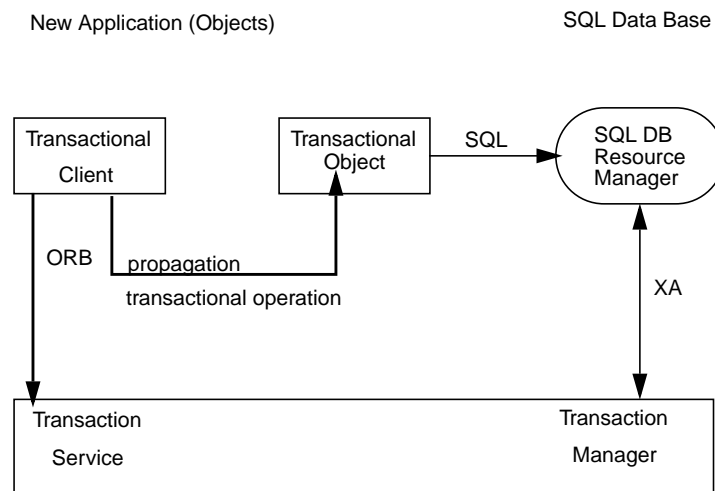 New Application (Objects)
SQL Data Base
Transactional
Client
Transactional
Object
SQL
SQL DB
Resource
Manager
ORB
propagation
transactional operation
XA
Transaction
Service
Transaction
Manager